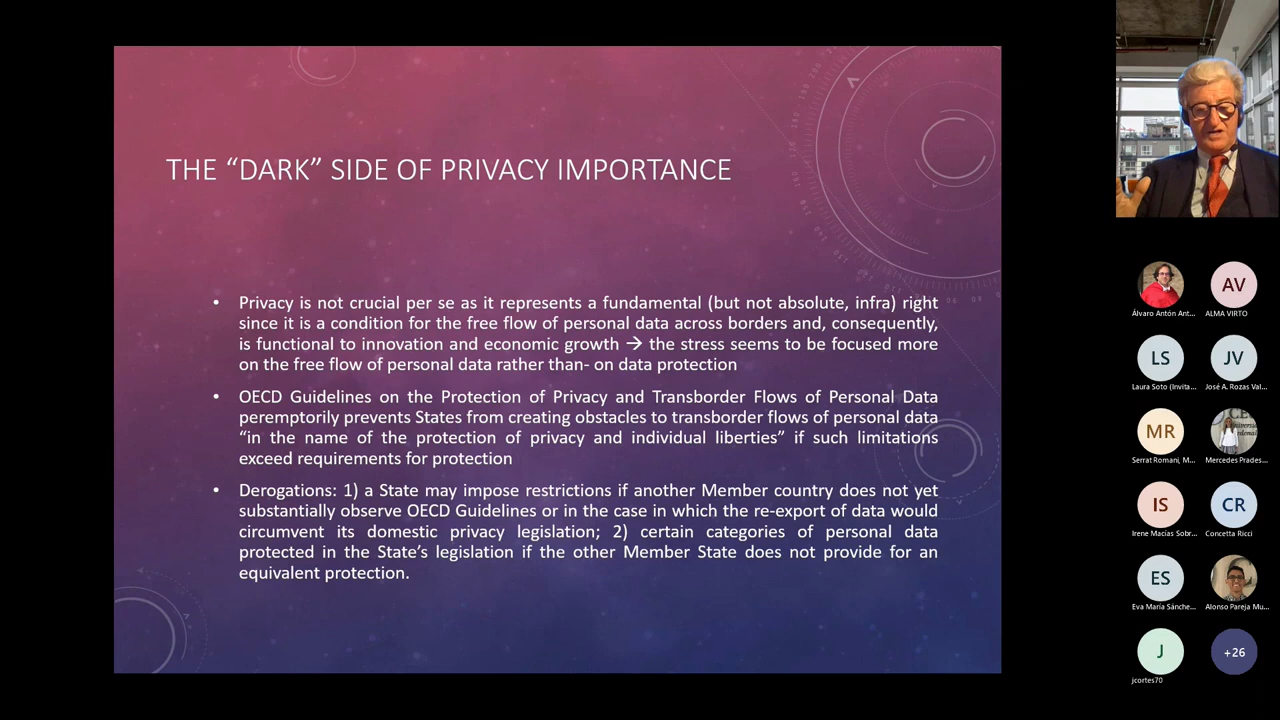 THE “DARK” SIDE OF PRIVACY IMPORTANCE
• Privacy is not crucial per se as it represents a fundamental (but not absolute, infra) right
since it is a condition for the free flow of personal data across borders and, consequently,
is functional to innovation and economic growth → the stress seems to be focused more
on the free flow of personal data rather than- on data protection
• OECD Guidelines on the Protection of Privacy and Transborder Flows of Personal Data
peremptorily prevents States from creating obstacles to transborder flows of personal data
“in the name of the protection of privacy and individual liberties” if such limitations
exceed requirements for protection
• Derogations: 1) a State may impose restrictions if another Member country does not yet
substantially observe OECD Guidelines or in the case in which the re-export of data would
circumvent its domestic privacy legislation; 2) certain categories of personal data
protected in the State’s legislation if the other Member State does not provide for an
equivalent protection.
AV
Álvaro Antón Ant...
ALMA VIRTO
LS
JV
Laura Soto (Invita...
José A. Rozas Val...
MR
Serrat Romaní, M...
Mercedes Prades...
IS
CR
Irene Macías Sobr...
Concetta Ricci
ES
Eva María Sánche...
Alonso Pareja Mu...
J
+26
jcortes70